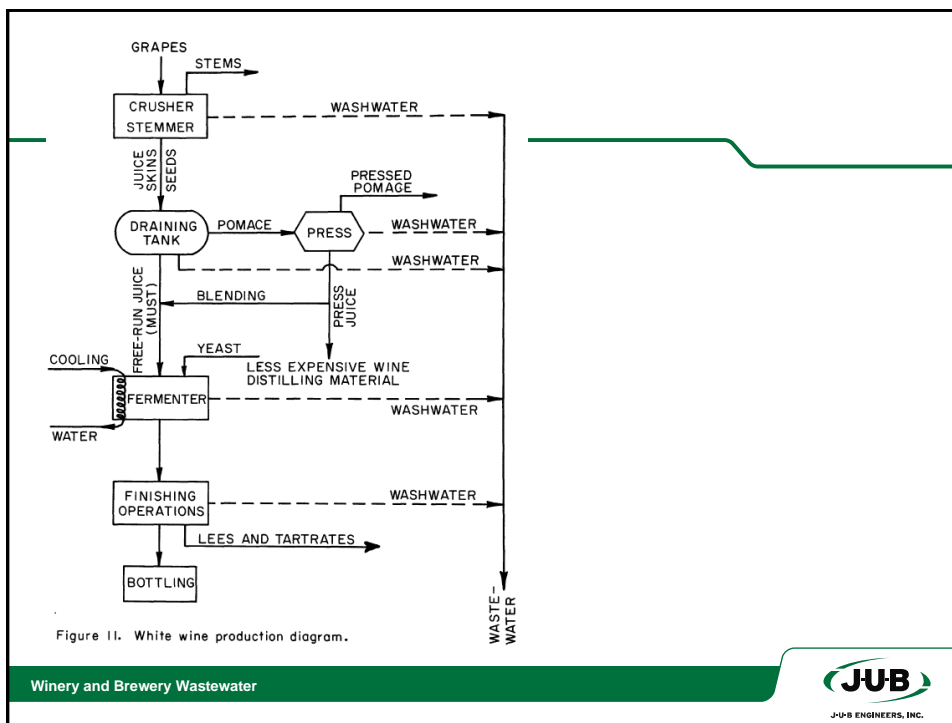 GRAPES
STEMS
CRUSHER
STEMMER
WASHWATER
JUICE
SKINS
SEEDS
PRESSED
POMAGE
DRAINING
TANK
POMACE
PRESS
WASHWATER
WASHWATER
FREE-RUN JUICE
(MUST)
BLENDING
PRESS
JUICE
COOLING
YEAST
LESS EXPENSIVE WINE
DISTILLING MATERIAL
FERMENTER
WASHWATER
WATER
FINISHING
OPERATIONS
WASHWATER
LEES AND TARTRATES
BOTTLING
WASTE-
WATER
Figure 11. White wine production diagram.
Winery and Brewery Wastewater
J·U·B
J·U·B ENGINEERS, INC.